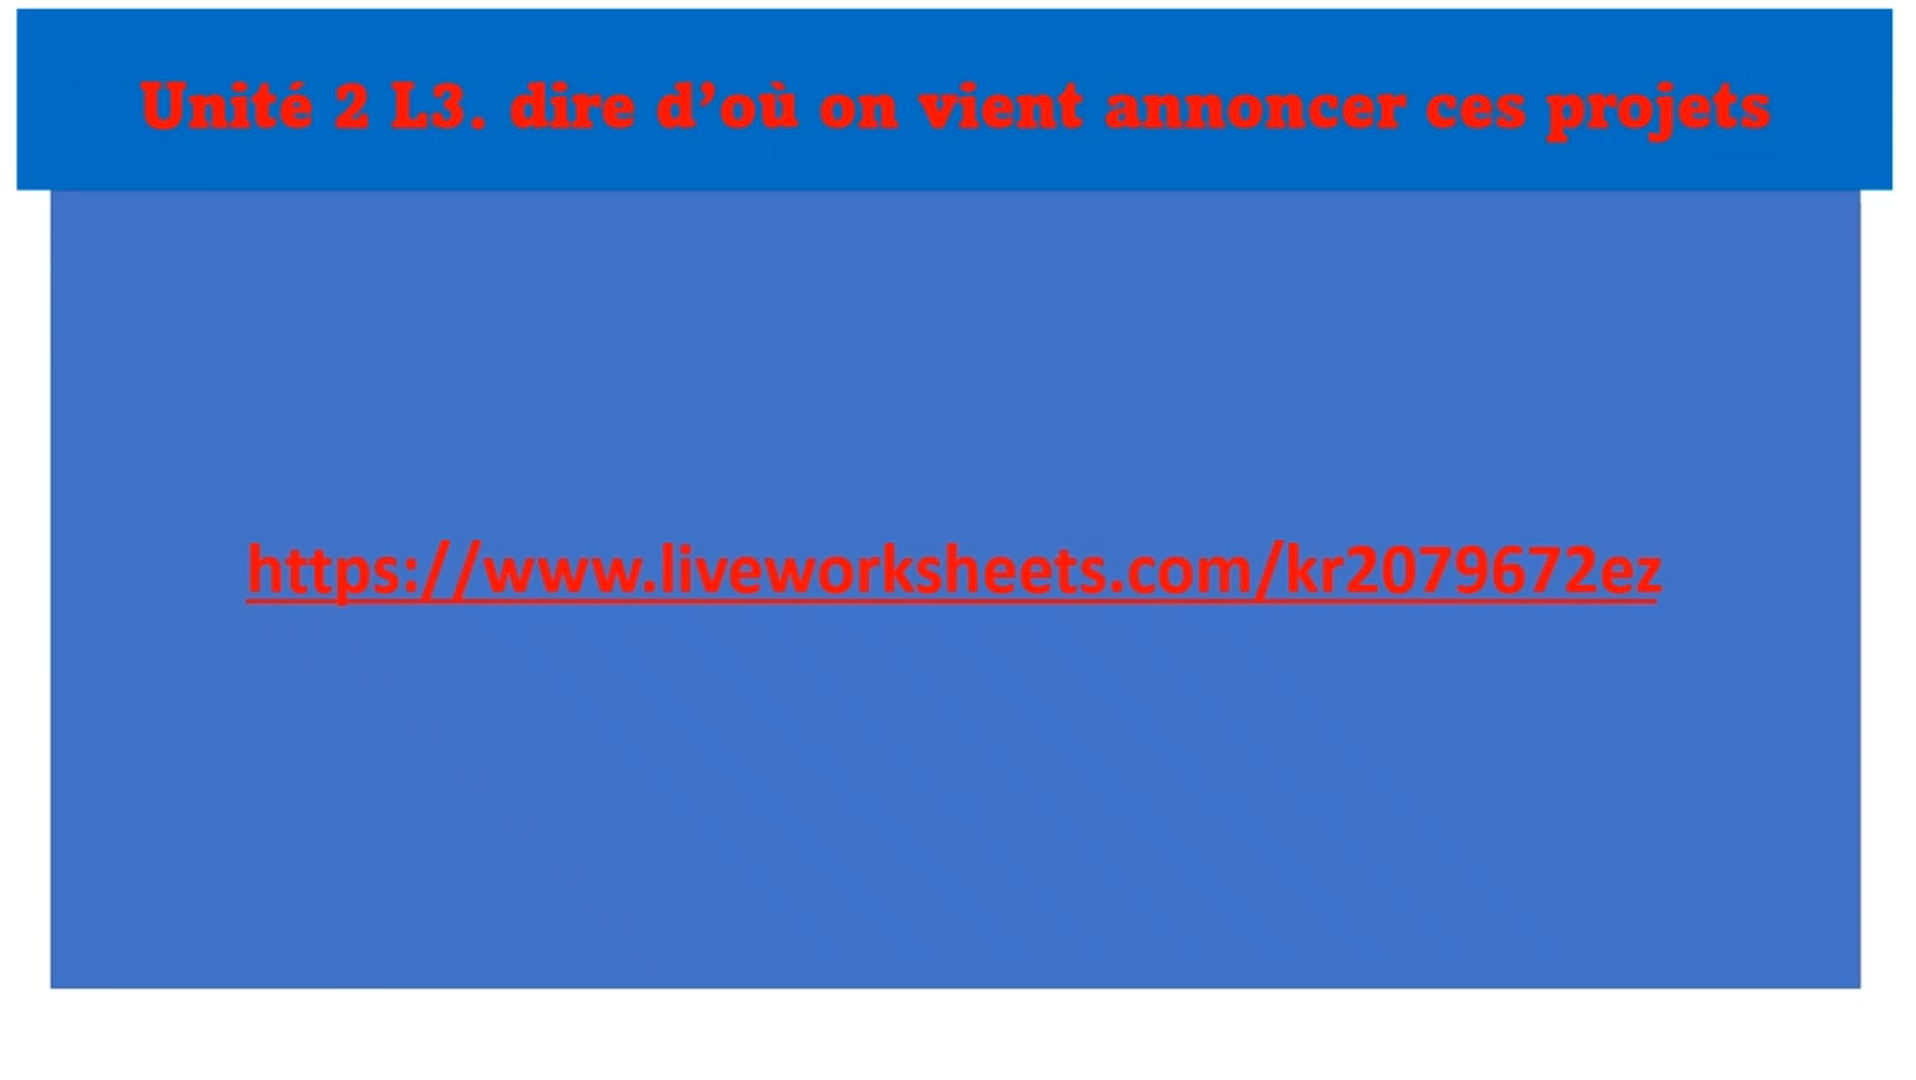 Unité 2 L3. dire d’où on vient annoncer ces projets
https://www.liveworksheets.com/kr2079672ez